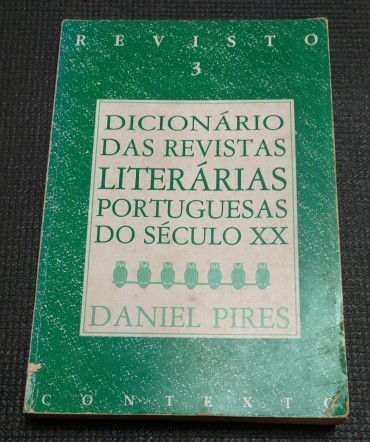 REVISTO
3
DICIONÁRIO
DAS REVISTAS
LITERÁRIAS
PORTUGUESAS
DO SÉCULO XX
DANIEL PIRES
CONTEXTO